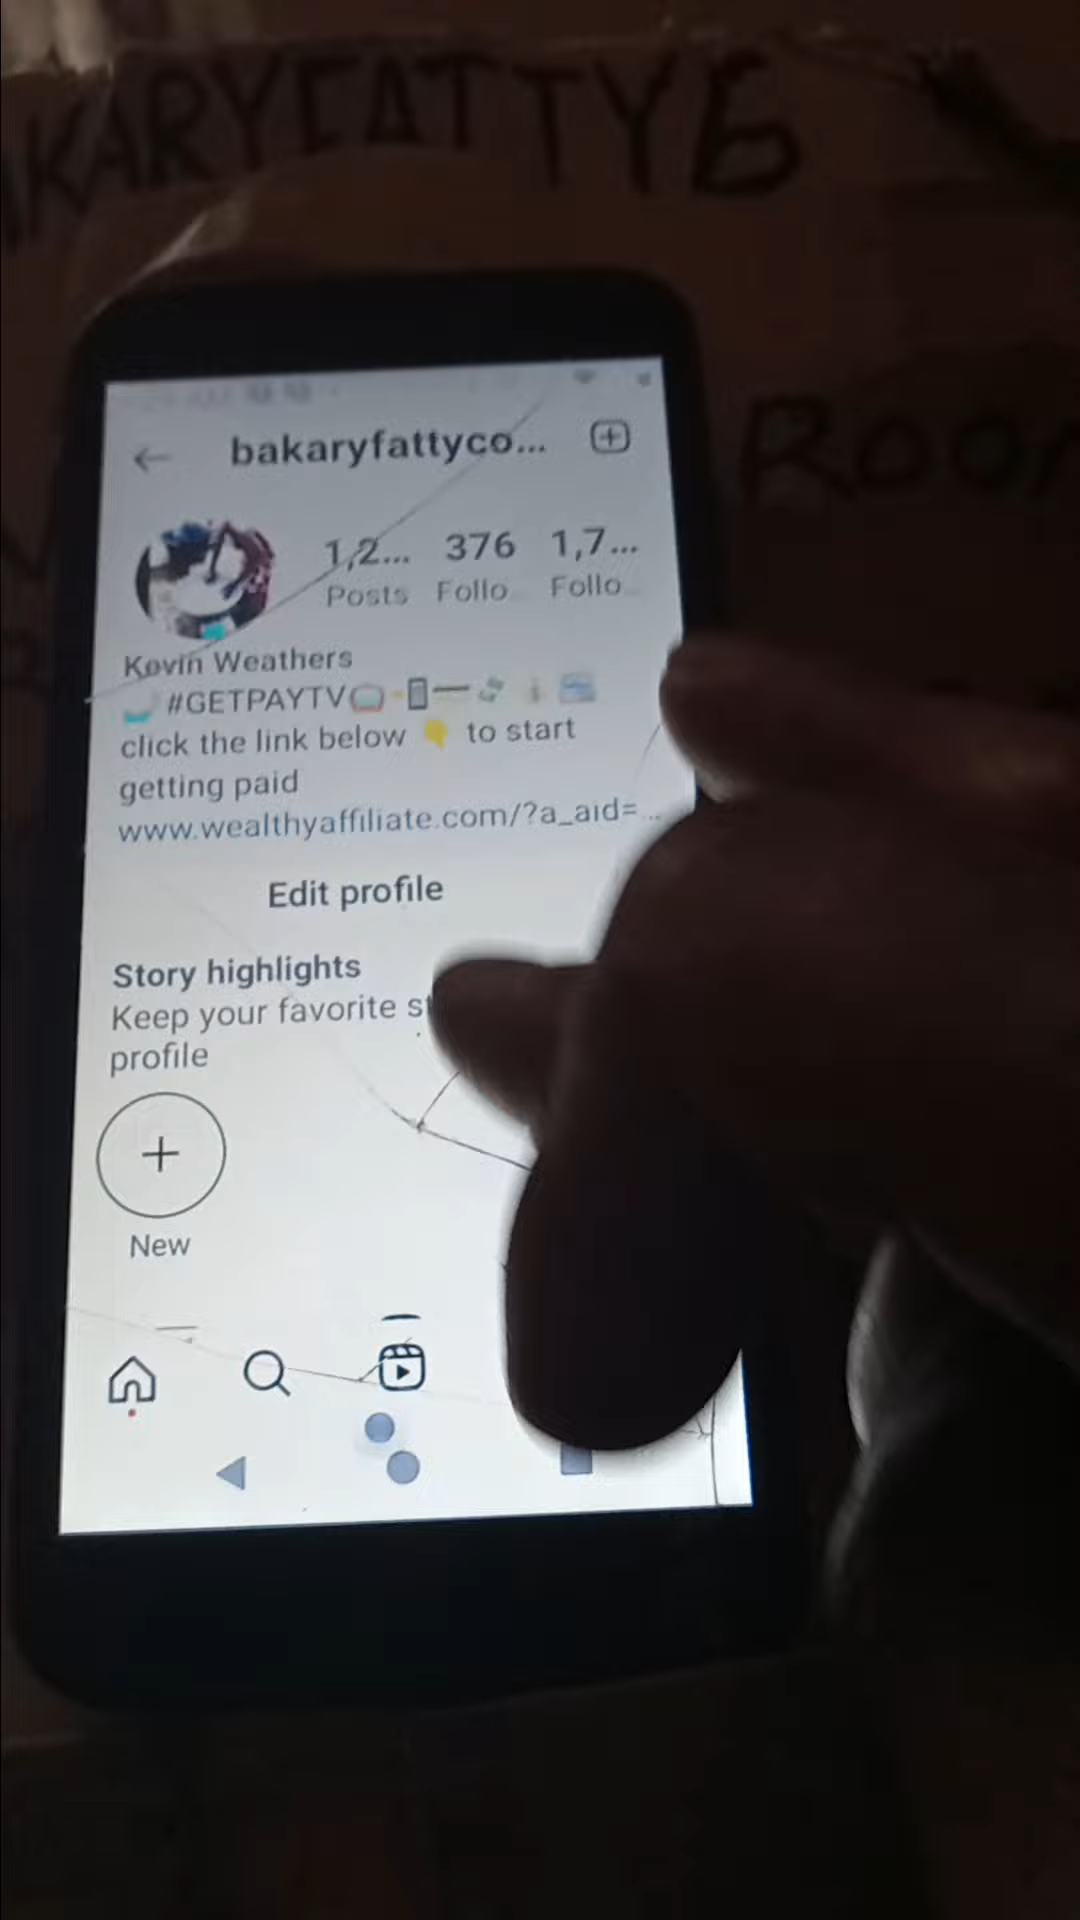 AKARYFATTY6
ROO
bakaryfattyco...
1,2... 376 1,7...
Posts Follo Follo
Kevin Weathers
#GETPAYTV
click the link below 👇 to start
getting paid
www.wealthyaffiliate.com/?a_aid=...
Edit profile
Story highlights
Keep your favorite
profile
New